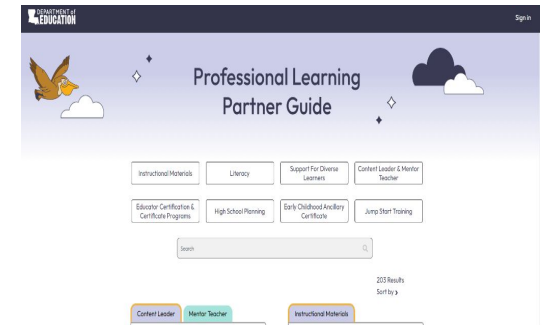 DEPARTMENT of
EDUCATION
Sign in
Professional Learning
Partner Guide
Instructional Materials
Literacy
Support For Diverse
Learners
Content Leader & Mentor
Teacher
Educator Certification &
Certificate Programs
High School Planning
Early Childhood Ancillary
Certificate
Jump Start Training
Search
203 Results
Sort by
Content Leader
Mentor Teacher
Instructional Materials